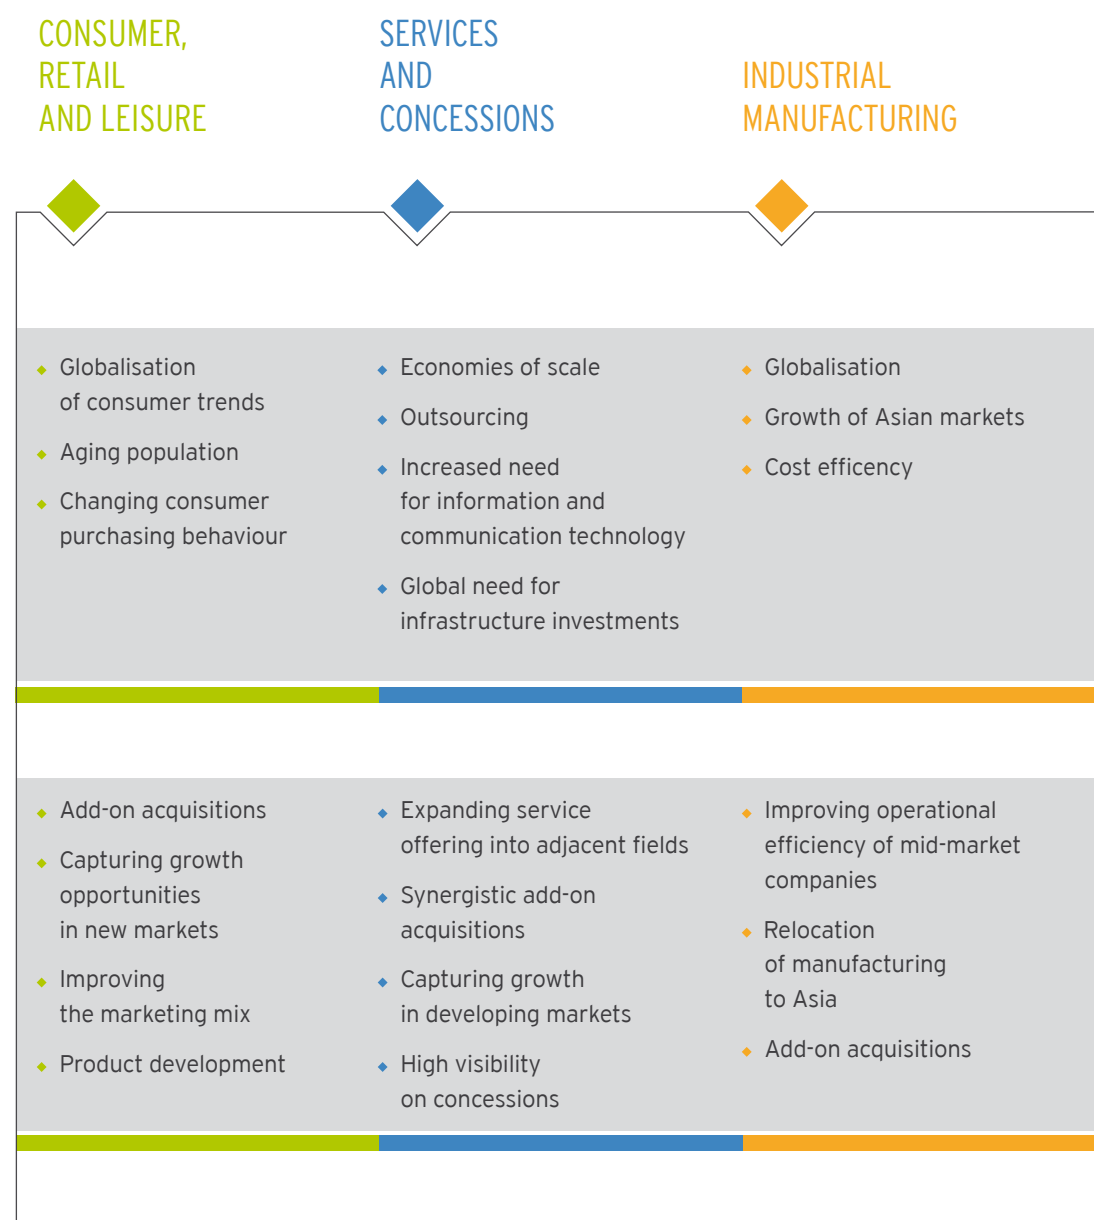 CONSUMER,
RETAIL
AND LEISURE
SERVICES
AND
CONCESSIONS
INDUSTRIAL
MANUFACTURING
Globalisation
of consumer trends
Aging population
Changing consumer
purchasing behaviour
Economies of scale
Outsourcing
Increased need
for information and
communication technology
Global need for
infrastructure investments
Globalisation
Growth of Asian markets
Cost efficency
Add-on acquisitions
Capturing growth
opportunities
in new markets
Improving
the marketing mix
Product development
Expanding service
offering into adjacent fields
Synergistic add-on
acquisitions
Capturing growth
in developing markets
High visibility
on concessions
Improving operational
efficiency of mid-market
companies
Relocation
of manufacturing
to Asia
Add-on acquisitions